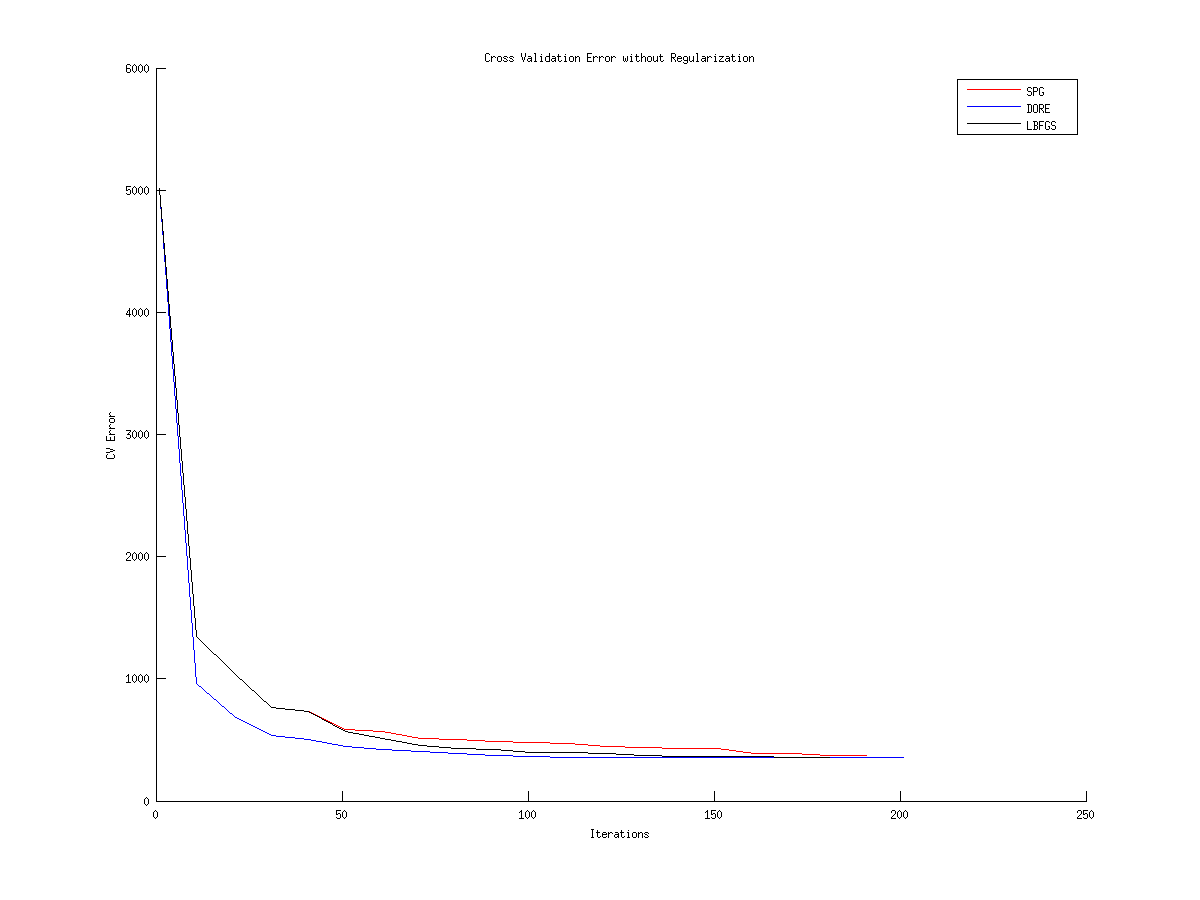 Cross Validation Error without Regularization
6000
5000
4000
3000
2000
1000
0
CV Error
SPG
DORE
LBFGS
0
50
100
150
200
250
Iterations